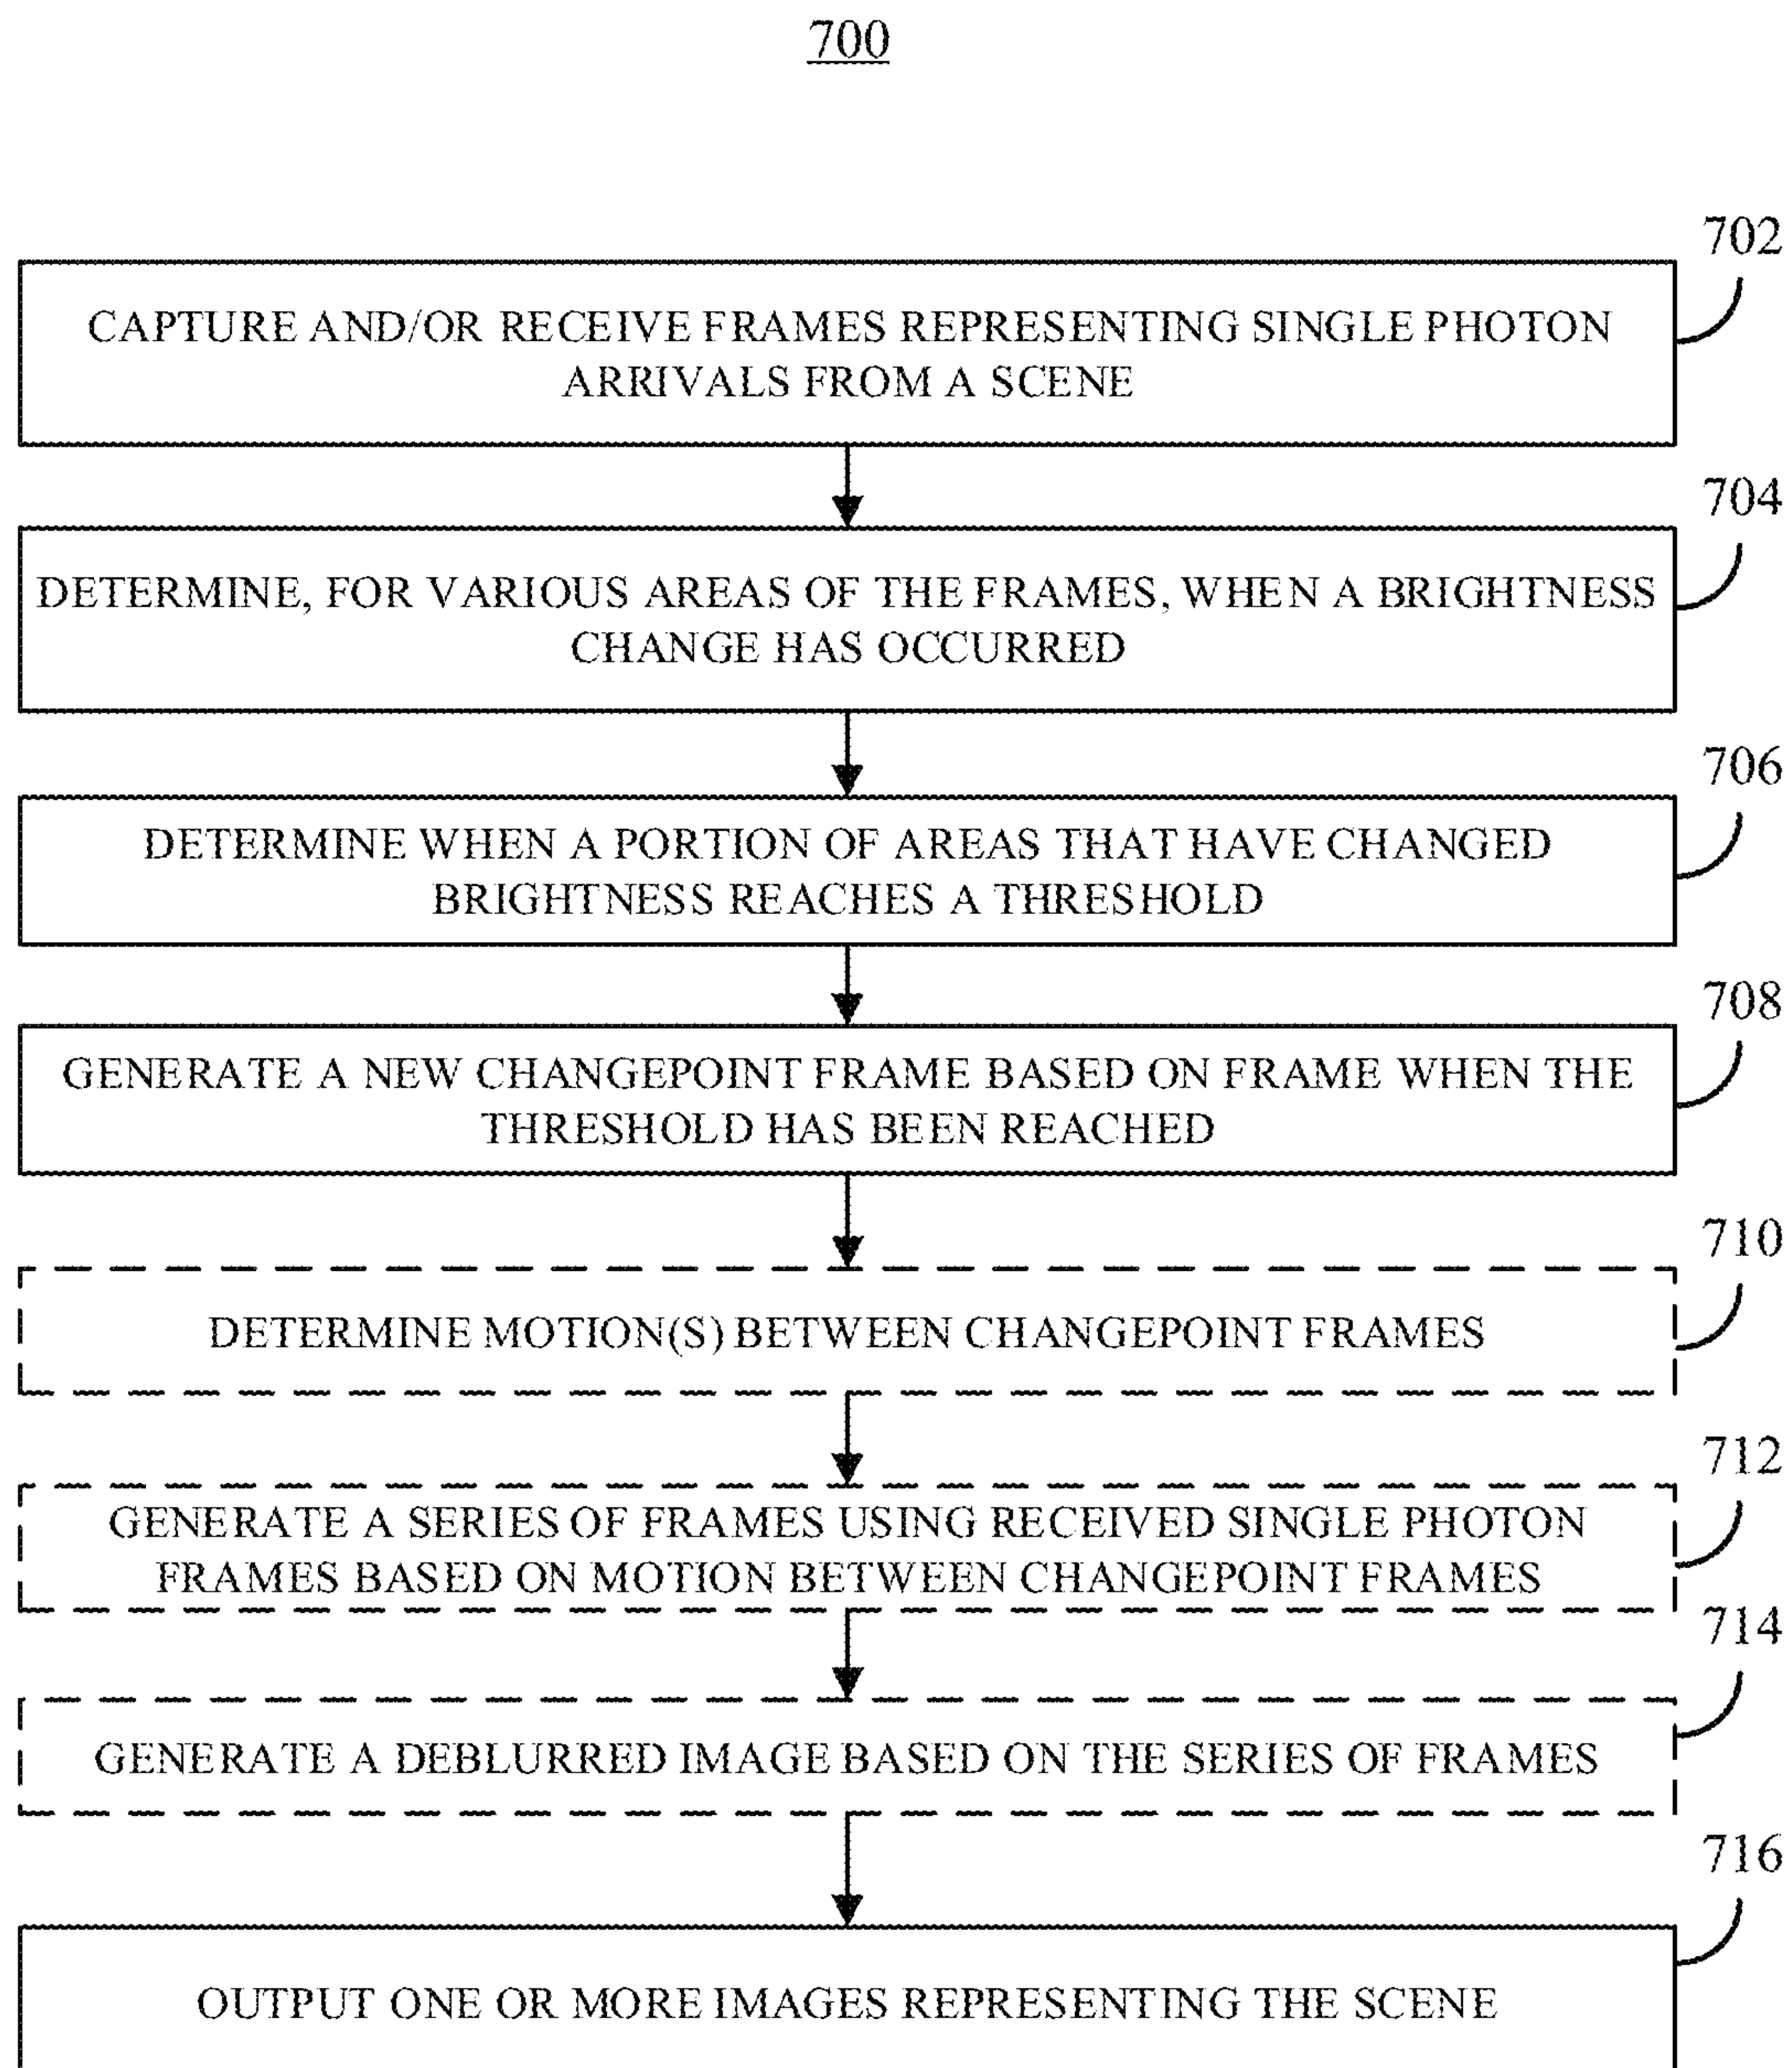 700
702
CAPTURE AND/OR RECEIVE FRAMES REPRESENTING SINGLE PHOTON
ARRIVALS FROM A SCENE
704
DETERMINE, FOR VARIOUS AREAS OF THE FRAMES, WHEN A BRIGHTNESS
CHANGE HAS OCCURRED
706
DETERMINE WHEN A PORTION OF AREAS THAT HAVE CHANGED
BRIGHTNESS REACHES A THRESHOLD
708
GENERATE A NEW CHANGEPOINT FRAME BASED ON FRAME WHEN THE
THRESHOLD HAS BEEN REACHED
710
DETERMINE MOTION(S) BETWEEN CHANGEPOINT FRAMES
712
GENERATE A SERIES OF FRAMES USING RECEIVED SINGLE PHOTON
FRAMES BASED ON MOTION BETWEEN CHANGEPOINT FRAMES
714
GENERATE A DEBLURRED IMAGE BASED ON THE SERIES OF FRAMES
716
OUTPUT ONE OR MORE IMAGES REPRESENTING THE SCENE